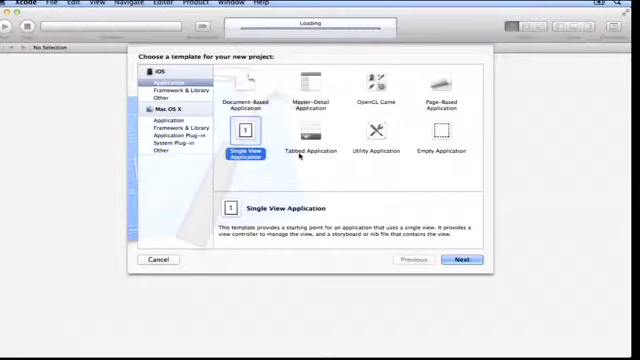 Xcode File Edit View Navigate Editor Product Window Help
Loading
No Selection
Choose a template for your new project:
iOS
Application
Framework & Library
Other
Mac OS X
Application
Framework & Library
Application Plug-in
System Plug-in
Other
Document-Based
Application
Master-Detail
Application
OpenGL Game
Page-Based
Application
1
Single View
Application
Tabbed Application
Utility Application
Empty Application
1
Single View Application
This template provides a starting point for an application that uses a single view. It provides a
view controller to manage the view, and a storyboard or nib file that contains the view.
Cancel
Previous
Next